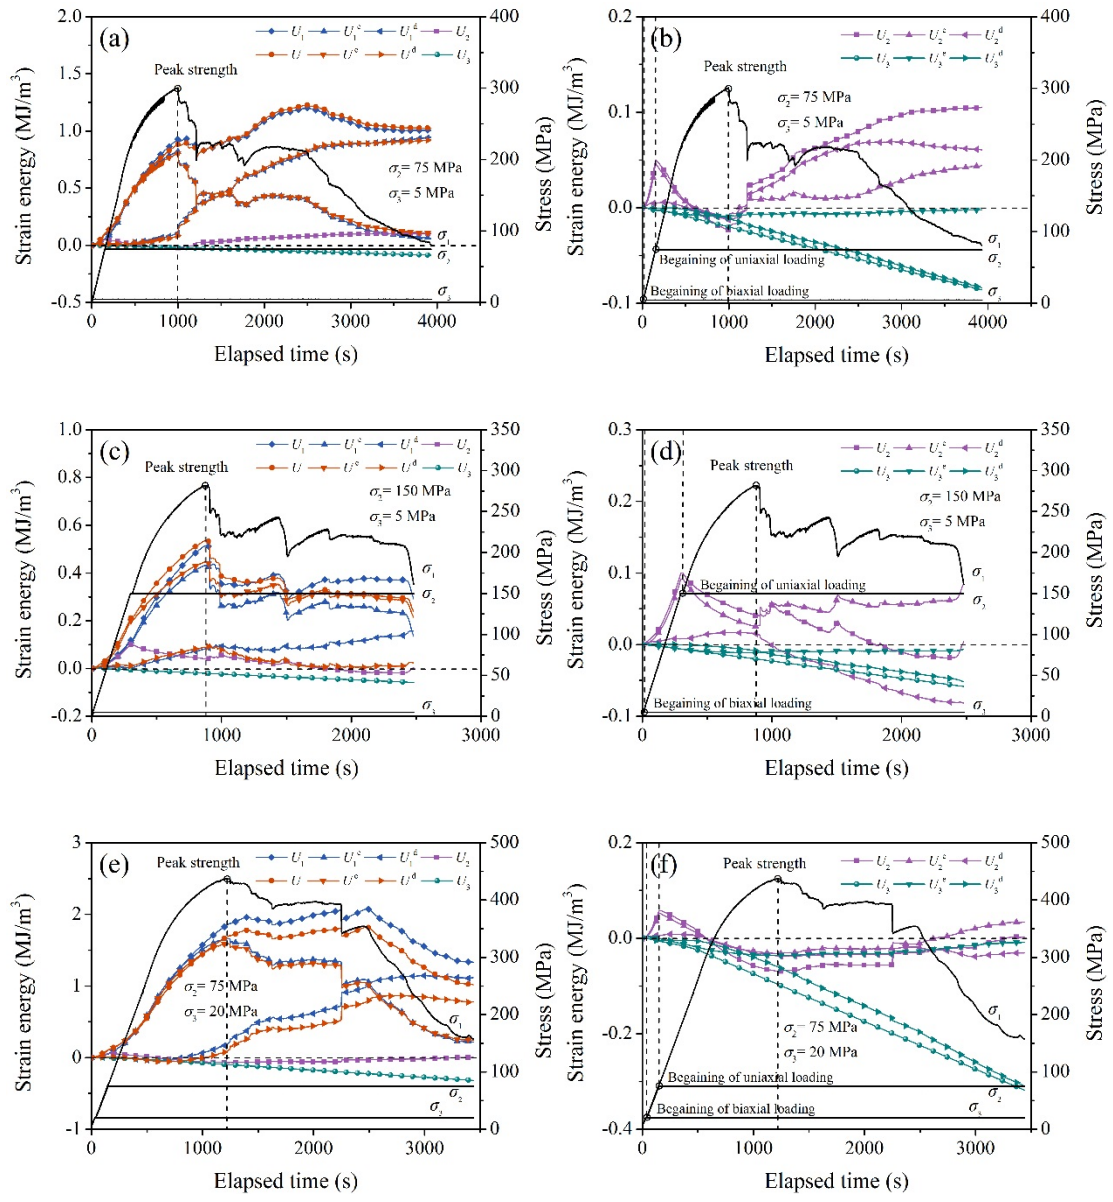 (a)
U₁ U₁ᵉ U₁ᵈ U₂
U Uᵉ Uᵈ U₃
Peak strength
σ₂= 75 MPa
σ₃= 5 MPa
σ₁
σ₂
σ₃
2.0
1.5
1.0
0.5
0.0
-0.5
400
300
200
100
0
0 1000 2000 3000 4000
Strain energy (MJ/m³)
Stress (MPa)
Elapsed time (s)
(b)
U₂ U₂ᵉ U₂ᵈ
U₃ U₃ᵉ U₃ᵈ
Peak strength
σ₂= 75 MPa
σ₃= 5 MPa
σ₁
Begaining of uniaxial loading
σ₂
Begaining of biaxial loading
σ₃
0.2
0.1
0.0
-0.1
400
300
200
100
0
0 1000 2000 3000 4000
Strain energy (MJ/m³)
Stress (MPa)
Elapsed time (s)
(c)
U₁ U₁ᵉ U₁ᵈ U₂
U Uᵉ Uᵈ U₃
Peak strength
σ₂= 150 MPa
σ₃= 5 MPa
σ₁
σ₂
σ₃
1.0
0.8
0.6
0.4
0.2
0.0
-0.2
350
300
250
200
150
100
50
0
0 1000 2000 3000
Strain energy (MJ/m³)
Stress (MPa)
Elapsed time (s)
(d)
U₂ U₂ᵉ U₂ᵈ
U₃ U₃ᵉ U₃ᵈ
Peak strength
σ₂= 150 MPa
σ₃= 5 MPa
σ₁
Begaining of uniaxial loading
σ₂
Begaining of biaxial loading
σ₃
0.3
0.2
0.1
0.0
-0.1
350
300
250
200
150
100
50
0
0 1000 2000 3000
Strain energy (MJ/m³)
Stress (MPa)
Elapsed time (s)
(e)
U₁ U₁ᵉ U₁ᵈ U₂
U Uᵉ Uᵈ U₃
Peak strength
σ₂= 75 MPa
σ₃= 20 MPa
σ₁
σ₂
σ₃
3
2
1
0
-1
500
400
300
200
100
0
0 1000 2000 3000
Strain energy (MJ/m³)
Stress (MPa)
Elapsed time (s)
(f)
U₂ U₂ᵉ U₂ᵈ
U₃ U₃ᵉ U₃ᵈ
Peak strength
σ₁
σ₂= 75 MPa
σ₃= 20 MPa
Begaining of uniaxial loading
σ₂
Begaining of biaxial loading
σ₃
0.2
0.0
-0.2
-0.4
500
400
300
200
100
0
0 1000 2000 3000
Strain energy (MJ/m³)
Stress (MPa)
Elapsed time (s)